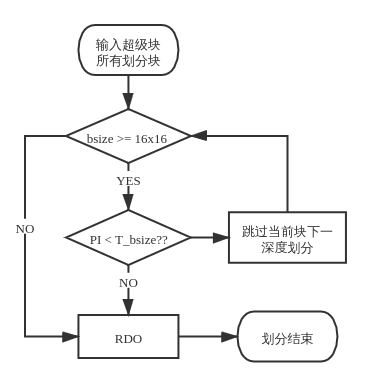 输入超级块
所有划分块
bsize >= 16x16
YES
NO
PI < T_bsize??
跳过当前块下一
深度划分
NO
RDO
划分结束